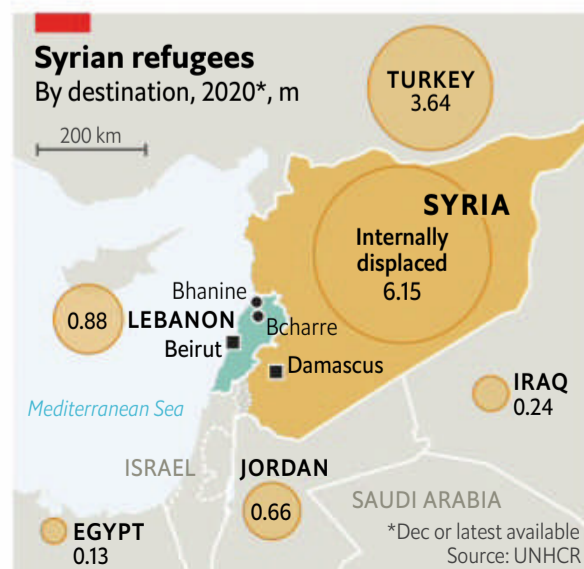 Syrian refugees
By destination, 2020*, m
200 km
TURKEY
3.64
SYRIA
Internally
displaced
6.15
Bhanine
0.88
LEBANON
Bcharre
Beirut
Damascus
Mediterranean Sea
IRAQ
0.24
ISRAEL
JORDAN
0.66
SAUDI ARABIA
EGYPT
0.13
*Dec or latest available
Source: UNHCR